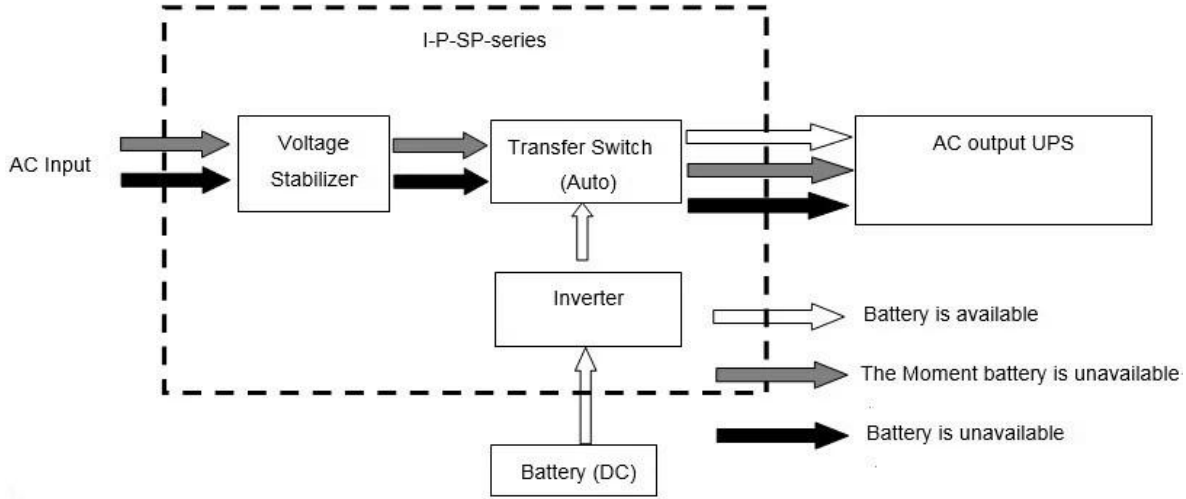 I-P-SP-series
AC Input
Voltage
Stabilizer
Transfer Switch
(Auto)
AC output UPS
Inverter
Battery (DC)
Battery is available
The Moment battery is unavailable
Battery is unavailable